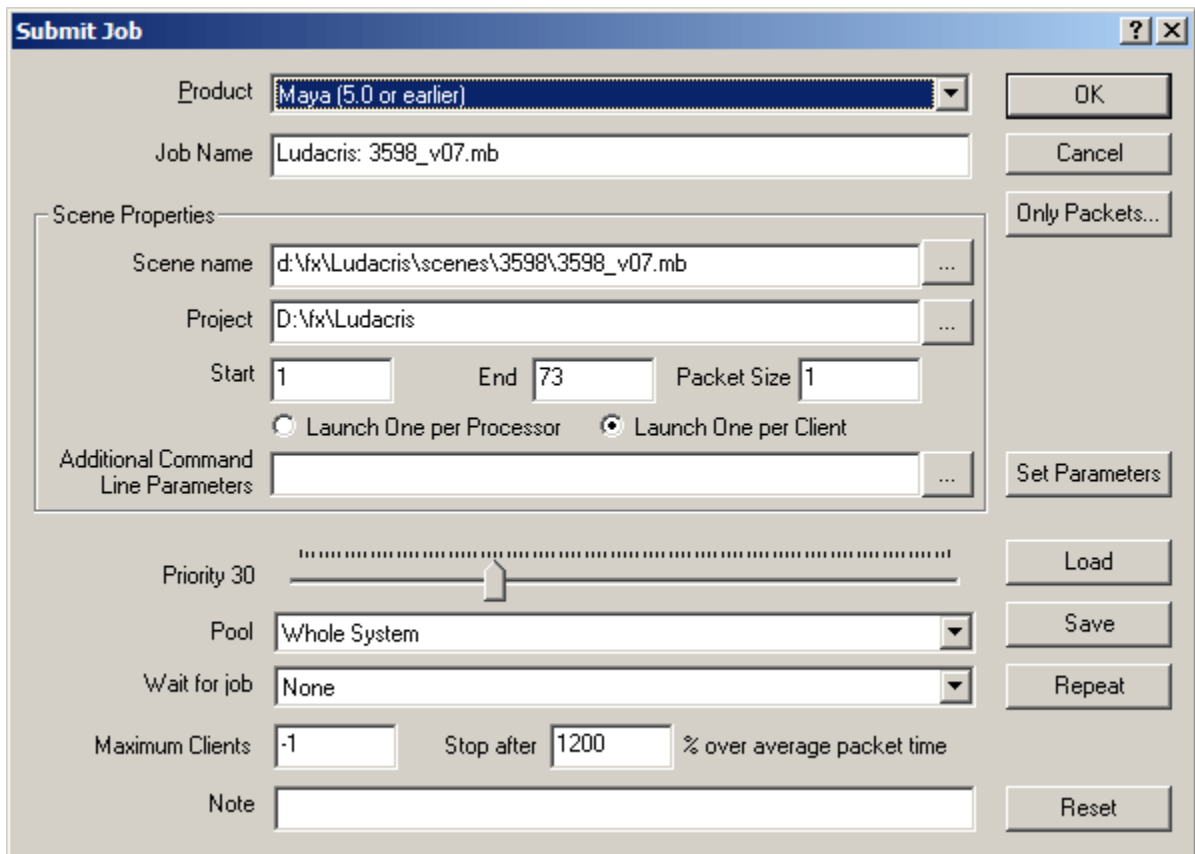 Submit Job
Product Maya (5.0 or earlier) OK
Job Name Ludacris: 3598_v07.mb Cancel
Only Packets...
Scene Properties
Scene name d:\fx\Ludacris\scenes\3598\3598_v07.mb ...
Project D:\fx\Ludacris ...
Start 1 End 73 Packet Size 1
Launch One per Processor Launch One per Client
Additional Command
Line Parameters ... Set Parameters
Priority 30 Load
Pool Whole System Save
Wait for job None Repeat
Maximum Clients -1 Stop after 1200 % over average packet time
Note Reset